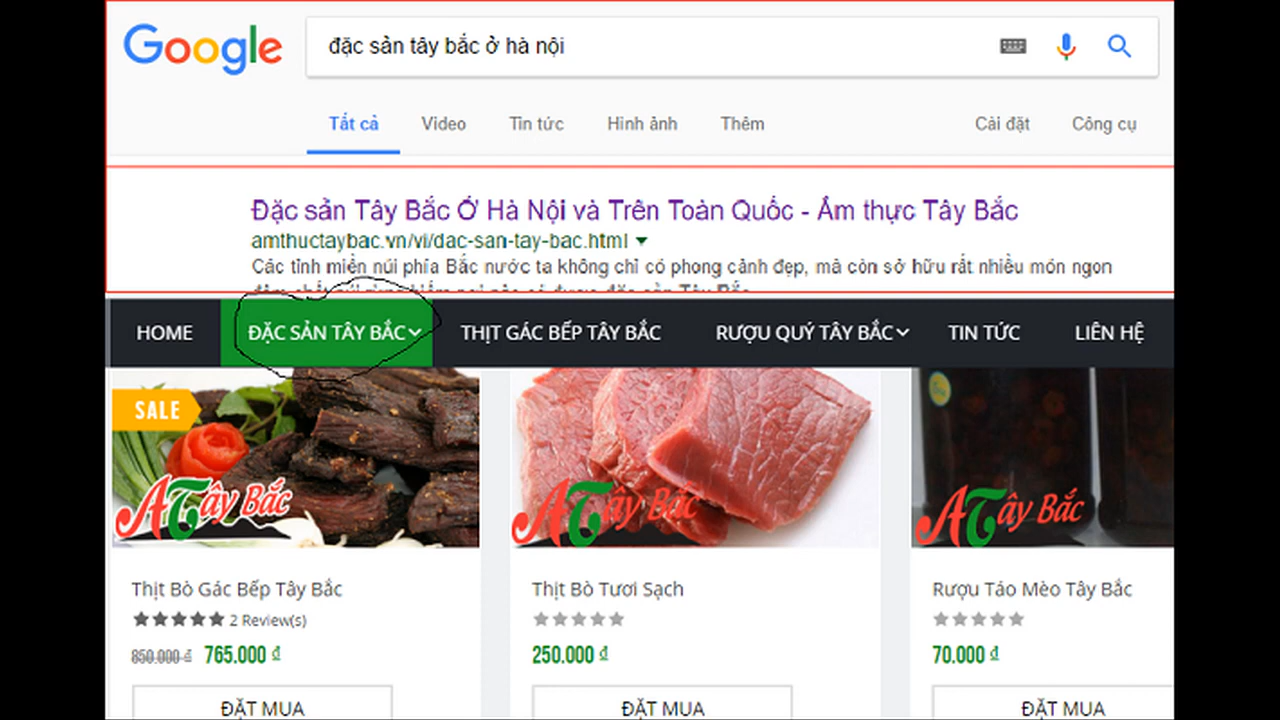 Google đặc sản tây bắc ở hà nội
Tất cả Video Tin tức Hình ảnh Thêm Cài đặt Công cụ
Đặc sản Tây Bắc Ở Hà Nội và Trên Toàn Quốc - Ẩm thực Tây Bắc
amthuctaybac.vn/vi/dac-san-tay-bac.html
Các tỉnh miền núi phía Bắc nước ta không chỉ có phong cảnh đẹp, mà còn sở hữu rất nhiều món ngon
HOME ĐẶC SẢN TÂY BẮC THỊT GÁC BẾP TÂY BẮC RƯỢU QUÝ TÂY BẮC TIN TỨC LIÊN HỆ
SALE
ATây Bắc ATây Bắc ATây Bắc
Thịt Bò Gác Bếp Tây Bắc Thịt Bò Tươi Sạch Rượu Táo Mèo Tây Bắc
2 Review(s)
850.000 đ 765.000 đ 250.000 đ 70.000 đ
ĐẶT MUA ĐẶT MUA ĐẶT MUA